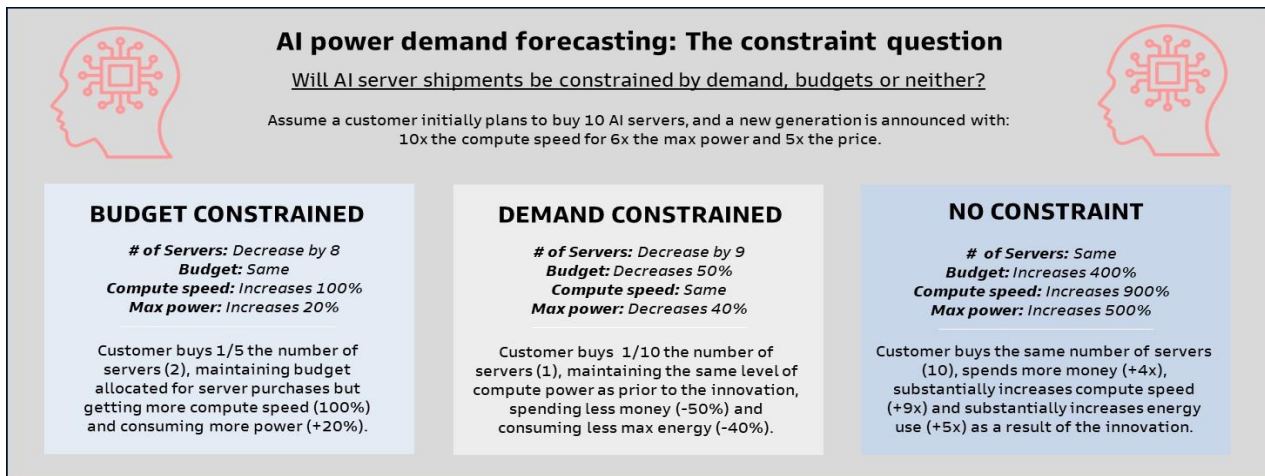 AI power demand forecasting: The constraint question
Will AI server shipments be constrained by demand, budgets or neither?
Assume a customer initially plans to buy 10 AI servers, and a new generation is announced with:
10x the compute speed for 6x the max power and 5x the price.
BUDGET CONSTRAINED
# of Servers: Decrease by 8
Budget: Same
Compute speed: Increases 100%
Max power: Increases 20%
Customer buys 1/5 the number of
servers (2), maintaining budget
allocated for server purchases but
getting more compute speed (100%)
and consuming more power (+20%).
DEMAND CONSTRAINED
# of Servers: Decrease by 9
Budget: Decreases 50%
Compute speed: Same
Max power: Decreases 40%
Customer buys 1/10 the number of
servers (1), maintaining the same level of
compute power as prior to the innovation,
spending less money (-50%) and
consuming less max energy (-40%).
NO CONSTRAINT
# of Servers: Same
Budget: Increases 400%
Compute speed: Increases 900%
Max power: Increases 500%
Customer buys the same number of servers
(10), spends more money (+4x),
substantially increases compute speed
(+9x) and substantially increases energy
use (+5x) as a result of the innovation.